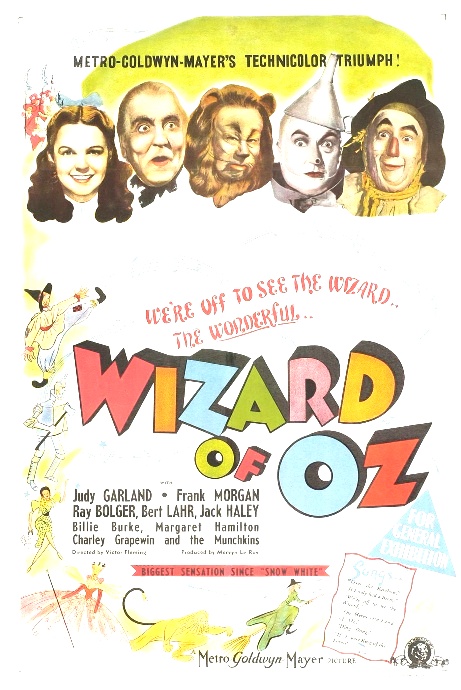 METRO-GOLDWYN-MAYER'S TECHNICOLOR TRIUMPH!
WE'RE OFF TO SEE THE WIZARD..
THE WONDERFUL..
WIZARD
OF OZ
WITH
Judy GARLAND • Frank MORGAN
Ray BOLGER, Bert LAHR, Jack HALEY
Billie Burke, Margaret Hamilton
Charley Grapewin and the Munchkins
Directed by Victor Fleming Produced by Mervyn Le Roy
BIGGEST SENSATION SINCE "SNOW WHITE"
FOR
GENERAL
EXHIBITION
Songs
A Metro Goldwyn Mayer PICTURE